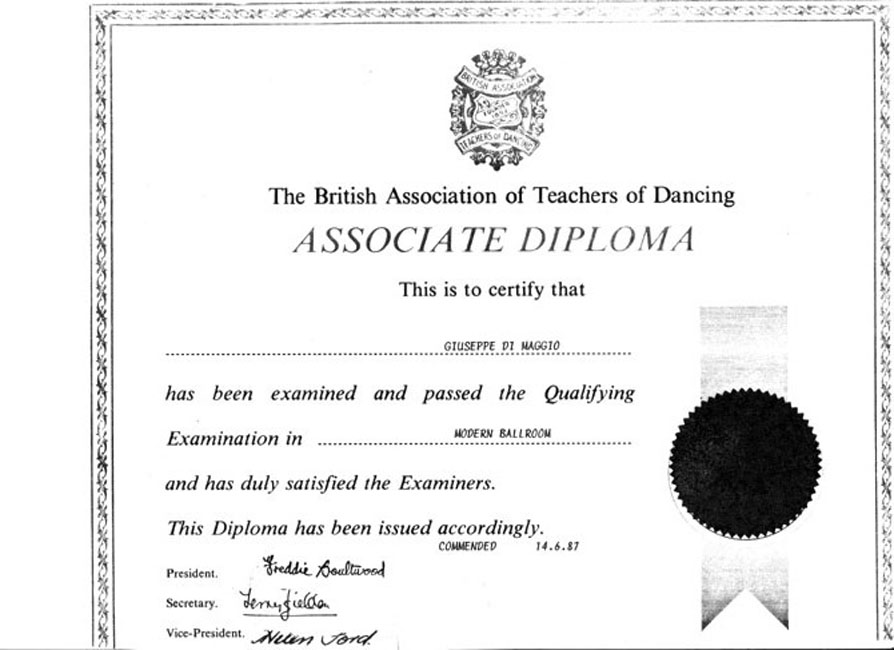 BRITISH ASSOCIATION
TEACHERS OF DANCING
The British Association of Teachers of Dancing
ASSOCIATE DIPLOMA
This is to certify that
GIUSEPPE DI MAGGIO
has been examined and passed the Qualifying
Examination in MODERN BALLROOM
and has duly satisfied the Examiners.
This Diploma has been issued accordingly.
COMMENDED 14.6.87
President. Freddie Boultwood
Secretary.
Vice-President. Helen Ford